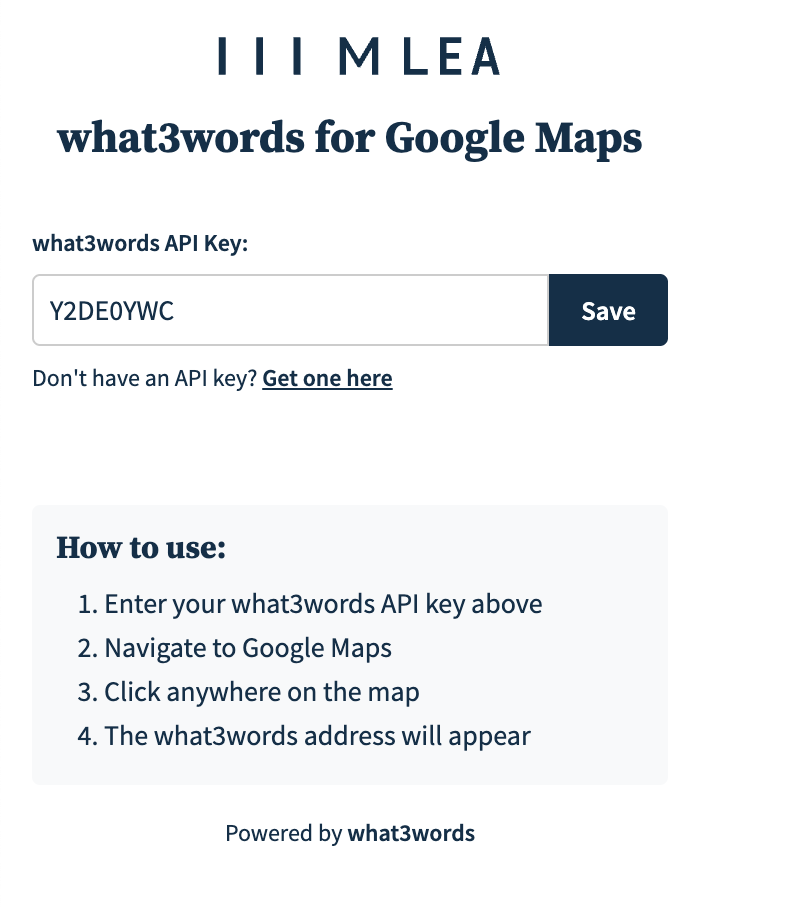 III MLEA
what3words for Google Maps
what3words API Key:
Y2DE0YWC
Save
Don't have an API key? Get one here
How to use:
1. Enter your what3words API key above
2. Navigate to Google Maps
3. Click anywhere on the map
4. The what3words address will appear
Powered by what3words